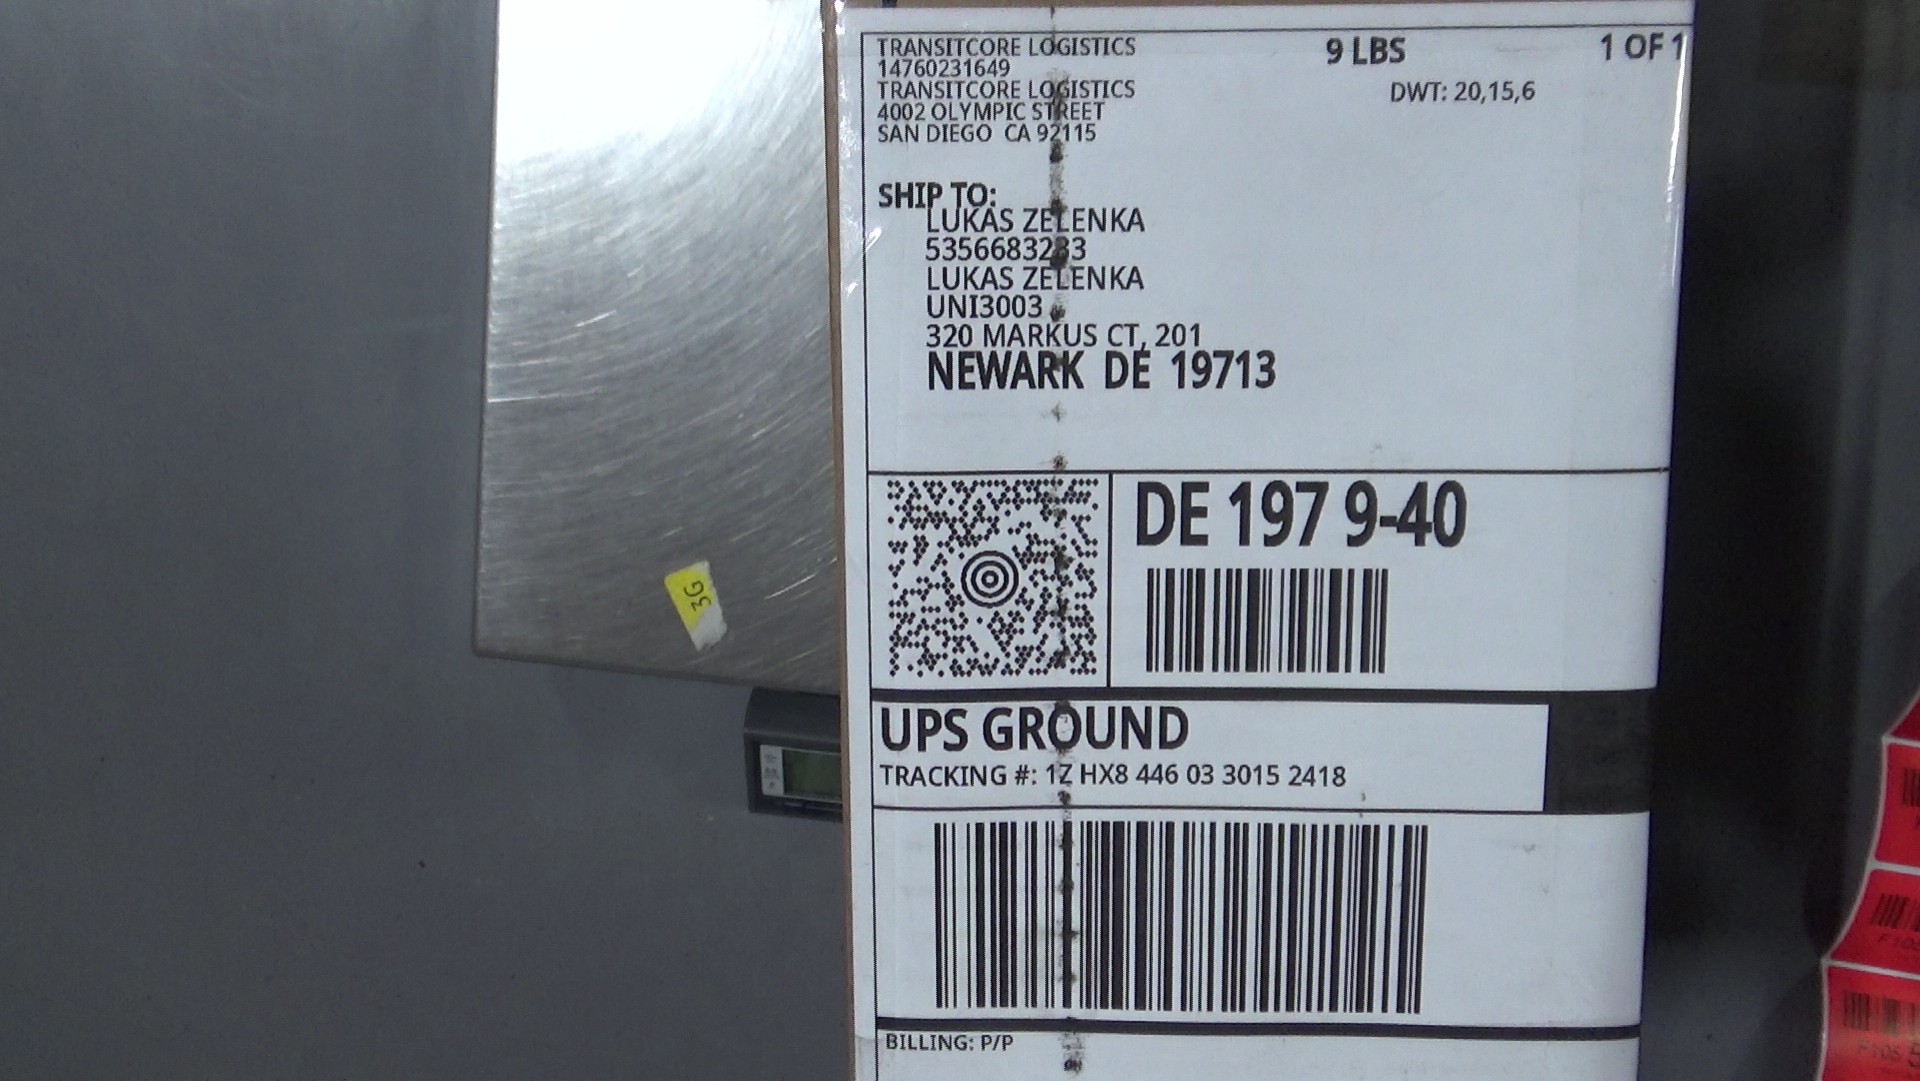 TRANSITCORE LOGISTICS
14760231649
TRANSITCORE LOGISTICS
4002 OLYMPIC STREET
SAN DIEGO CA 92115
9 LBS
1 OF 1
DWT: 20,15,6
SHIP TO:
LUKAS ZELENKA
5356683283
LUKAS ZELENKA
UNI3003
320 MARKUS CT, 201
NEWARK DE 19713
DE 197 9-40
UPS GROUND
TRACKING #: 1Z HX8 446 03 3015 2418
BILLING: P/P
3G